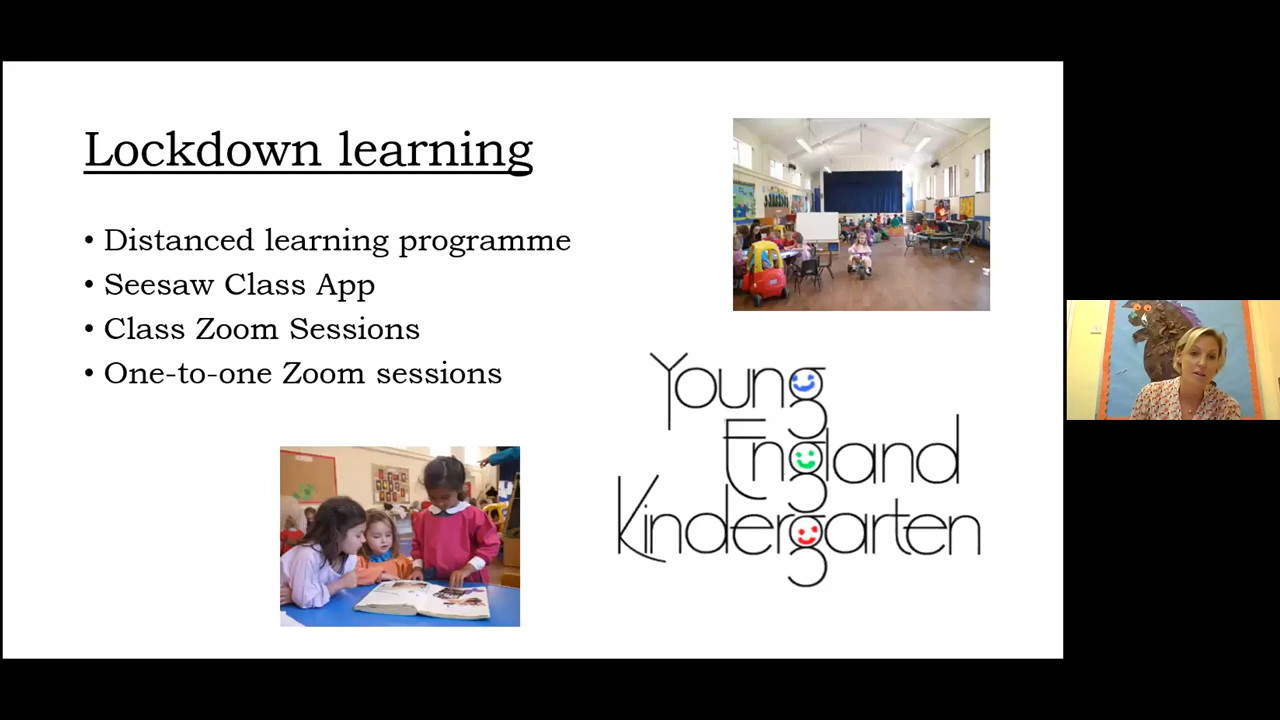 Lockdown learning
• Distanced learning programme
• Seesaw Class App
• Class Zoom Sessions
• One-to-one Zoom sessions
Young
England
Kindergarten